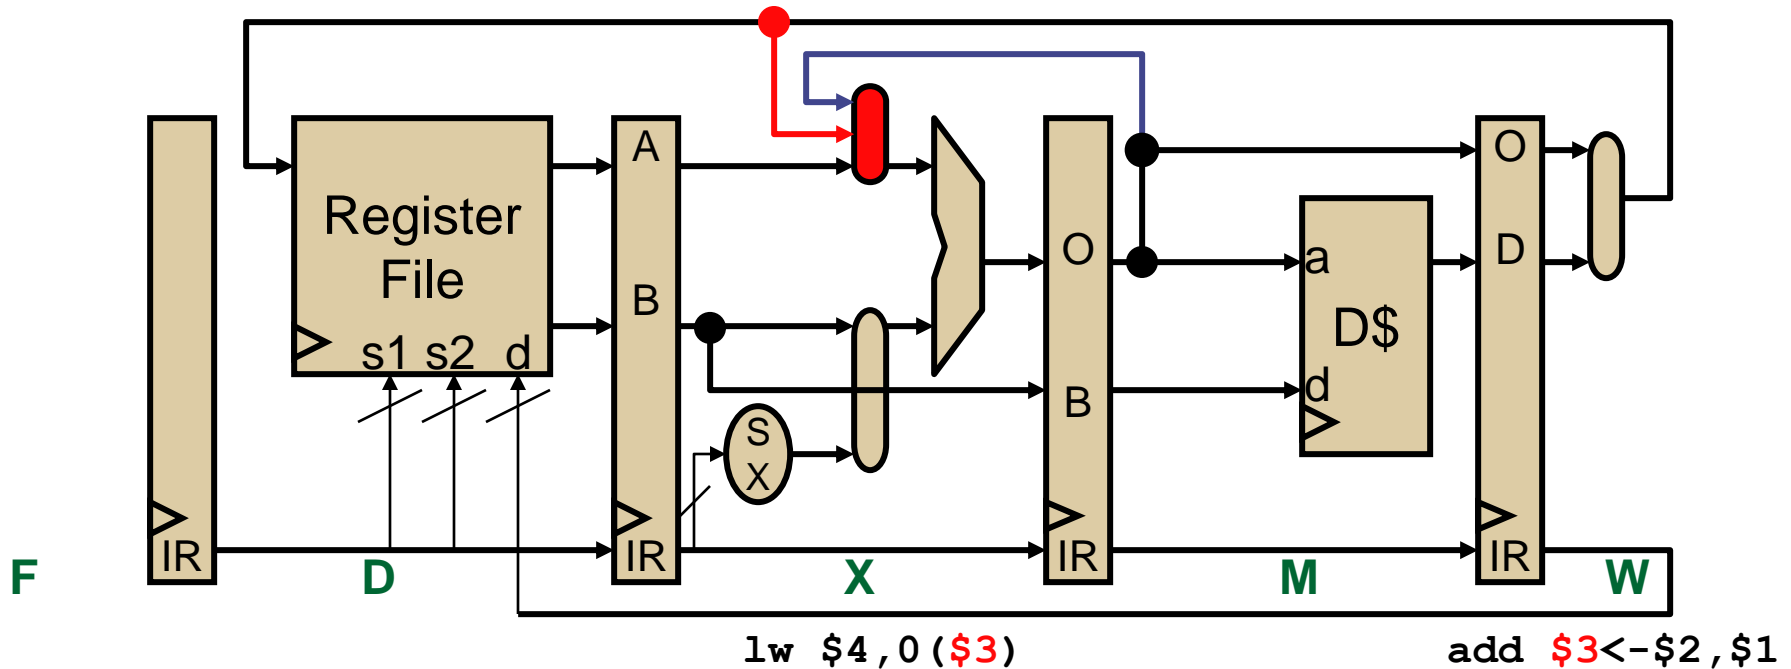 A
O
Register
File
S
X
B
O
D
a
D$
B
d
s1 s2 d
IR
IR
IR
IR
F
D
X
M
W
lw $4,0($3)
add $3<-$2,$1